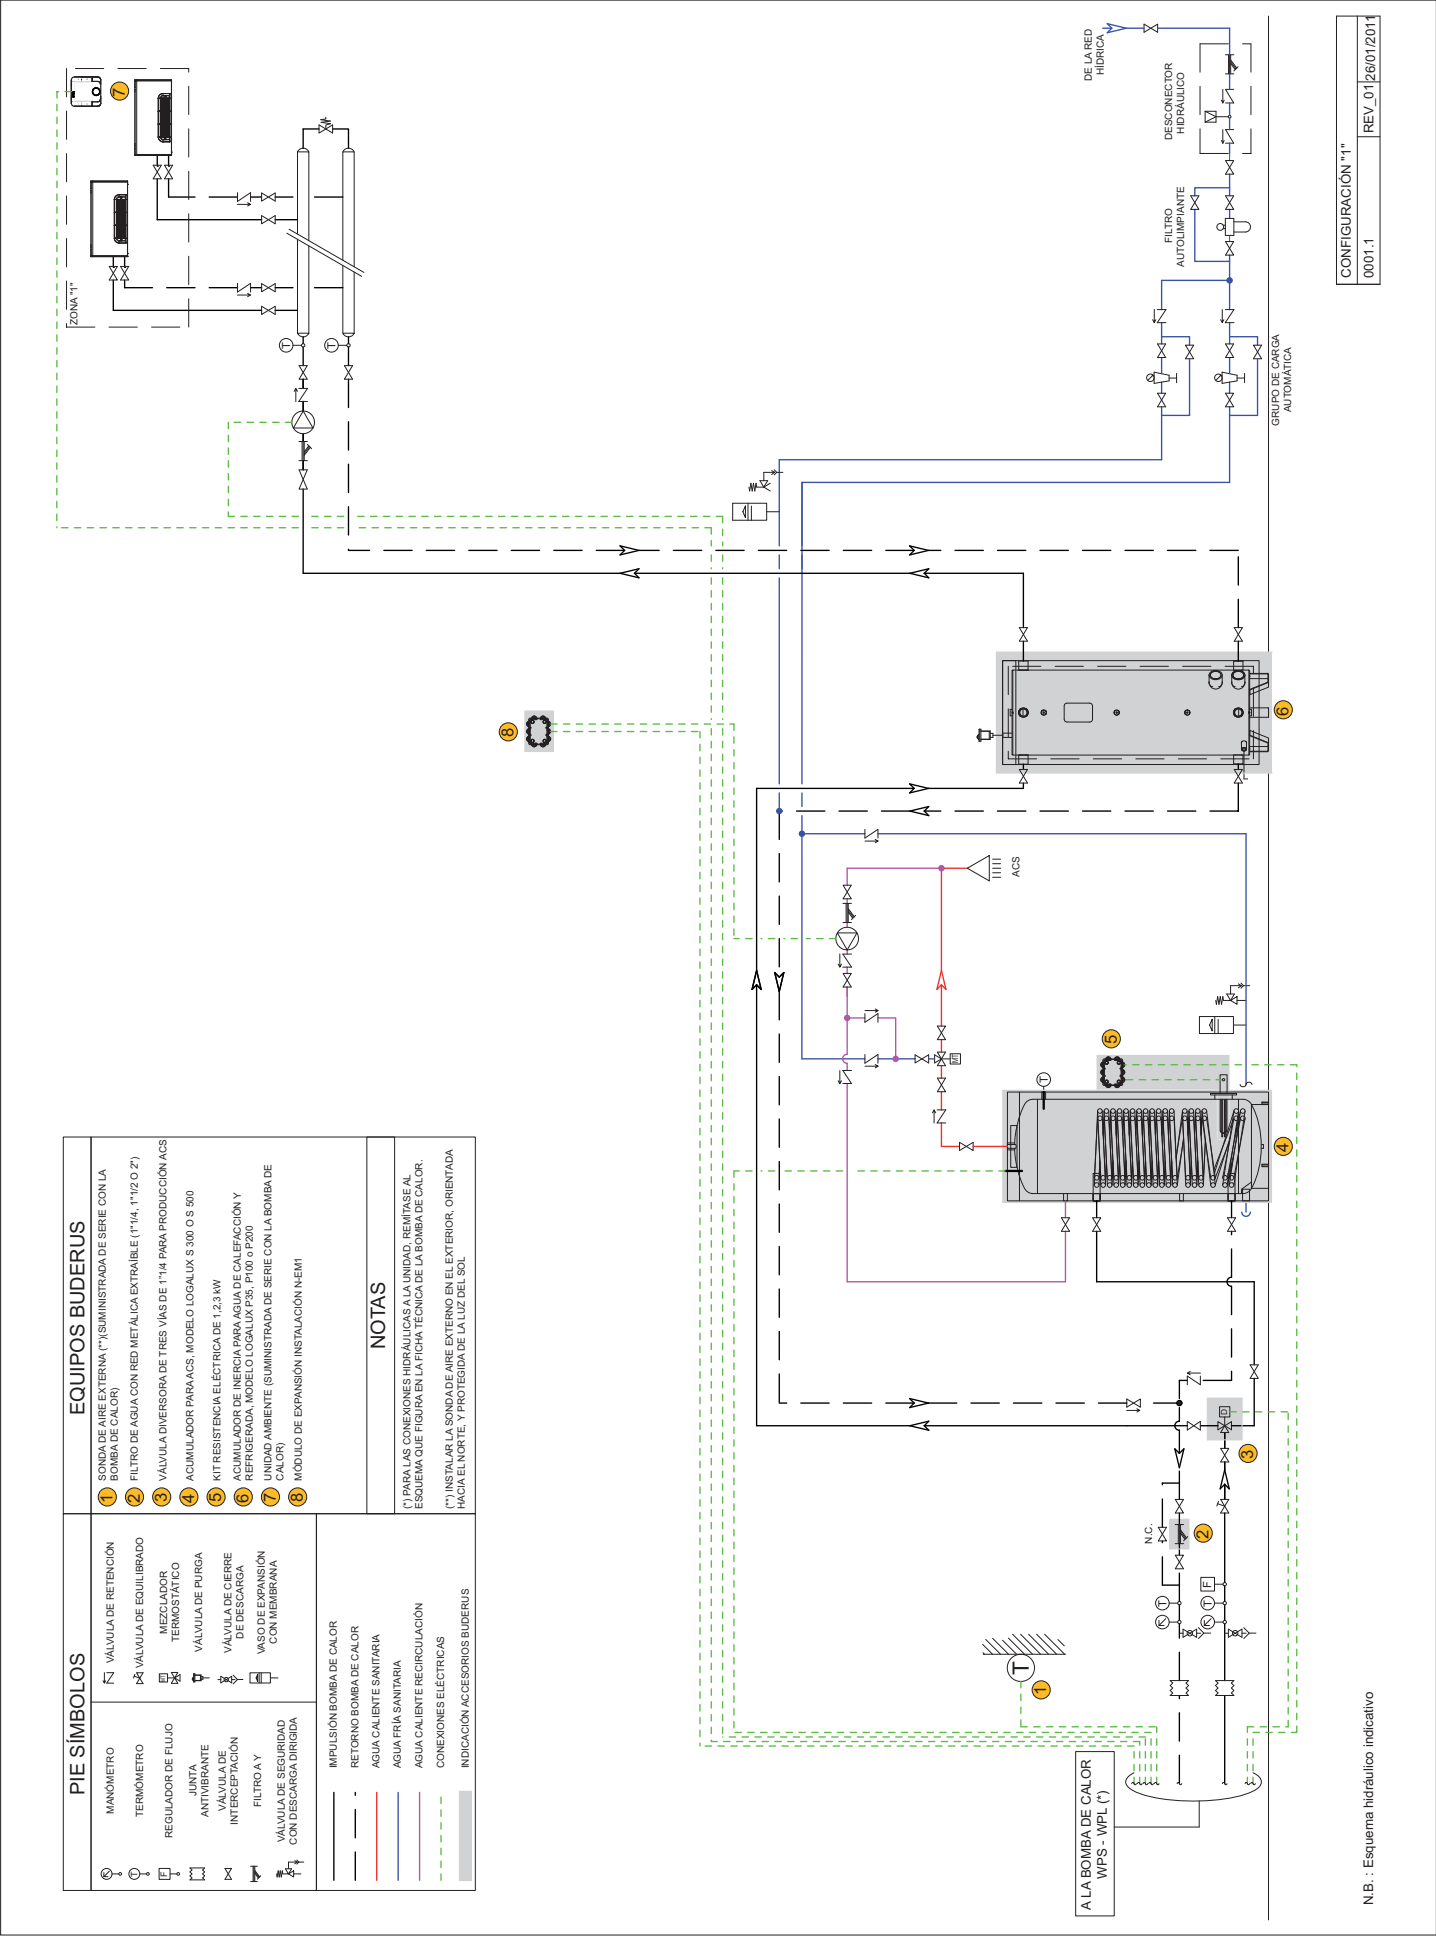 PIE SÍMBOLOS
MANÓMETRO
TERMÓMETRO
REGULADOR DE FLUJO
JUNTA
ANTIVIBRANTE
VÁLVULA DE
INTERCEPTACIÓN
FILTRO A Y
VÁLVULA DE SEGURIDAD
CON DESCARGA DIRIGIDA
VÁLVULA DE RETENCIÓN
VÁLVULA DE EQUILIBRADO
MEZCLADOR
TERMOSTÁTICO
VÁLVULA DE PURGA
VÁLVULA DE CIERRE
DE DESCARGA
VASO DE EXPANSIÓN
CON MEMBRANA
IMPULSIÓN BOMBA DE CALOR
RETORNO BOMBA DE CALOR
AGUA CALIENTE SANITARIA
AGUA FRÍA SANITARIA
AGUA CALIENTE RECIRCULACIÓN
CONEXIONES ELÉCTRICAS
INDICACIÓN ACCESORIOS BUDERUS
EQUIPOS BUDERUS
1 SONDA DE AIRE EXTERNA (**)(SUMINISTRADA DE SERIE CON LA
BOMBA DE CALOR)
2 FILTRO DE AGUA CON RED METÁLICA EXTRAÍBLE (1"1/4, 1"1/2 O 2")
3 VÁLVULA DIVERSORA DE TRES VÍAS DE 1"1/4 PARA PRODUCCIÓN ACS
4 ACUMULADOR PARA ACS, MODELO LOGALUX S 300 O S 500
5 KIT RESISTENCIA ELÉCTRICA DE 1,2,3 kW
6 ACUMULADOR DE INERCIA PARA AGUA DE CALEFACCIÓN Y
REFRIGERADA, MODELO LOGALUX P35, P100 o P200
7 UNIDAD AMBIENTE (SUMINISTRADA DE SERIE CON LA BOMBA DE
CALOR)
8 MÓDULO DE EXPANSIÓN INSTALACIÓN N-EM1
NOTAS
(*) PARA LAS CONEXIONES HIDRÁULICAS A LA UNIDAD, REMÍTASE AL
ESQUEMA QUE FIGURA EN LA FICHA TÉCNICA DE LA BOMBA DE CALOR.
(**) INSTALAR LA SONDA DE AIRE EXTERNO EN EL EXTERIOR, ORIENTADA
HACIA EL NORTE, Y PROTEGIDA DE LA LUZ DEL SOL
ZONA "1"
7
T
T
8
DE LA RED
HÍDRICA
DESCONECTOR
HIDRÁULICO
FILTRO
AUTOLIMPIANTE
GRUPO DE CARGA
AUTOMÁTICA
6
ACS
M
T
5
4
D
3
N.C.
2
T
T
F
T
1
A LA BOMBA DE CALOR
WPS - WPL (*)
N.B. : Esquema hidráulico indicativo
CONFIGURACIÓN "1"
0001.1 REV_01 26/01/2011